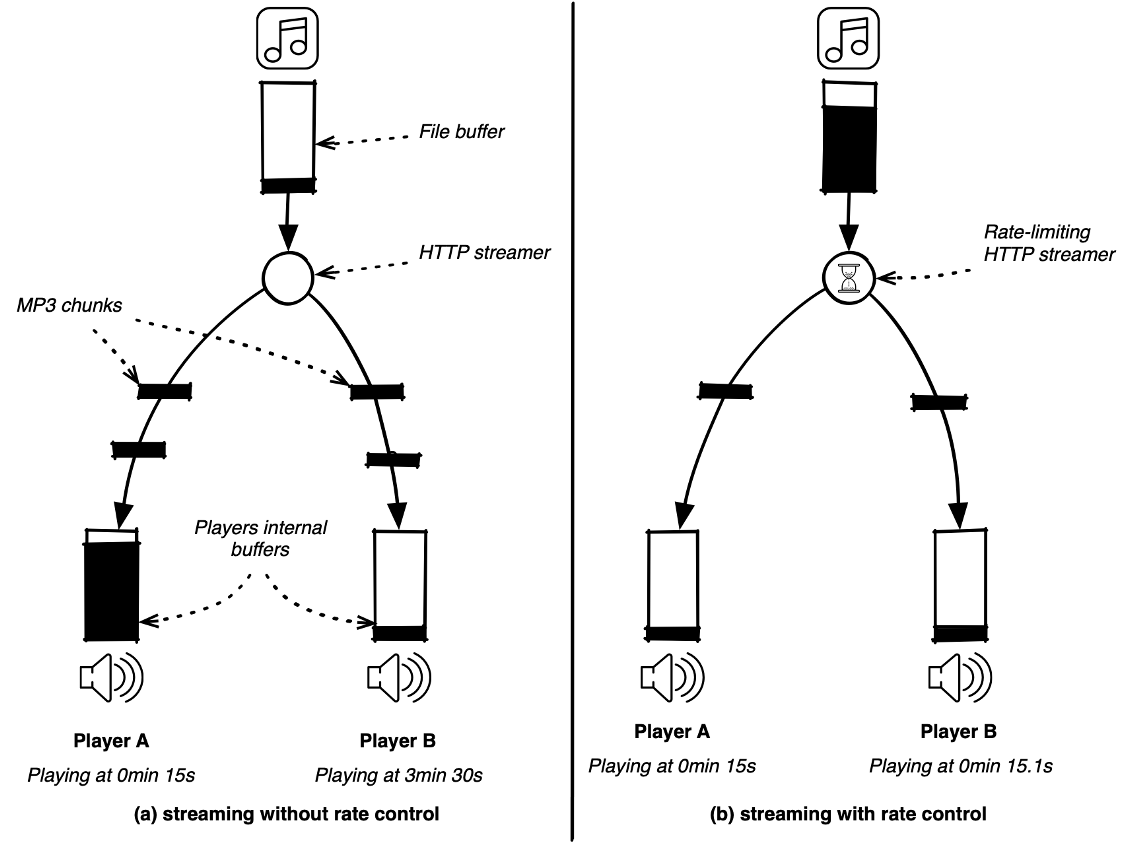 File buffer
HTTP streamer
MP3 chunks
Players internal
buffers
Player A
Playing at 0min 15s
Player B
Playing at 3min 30s
(a) streaming without rate control
Rate-limiting
HTTP streamer
Player A
Playing at 0min 15s
Player B
Playing at 0min 15.1s
(b) streaming with rate control